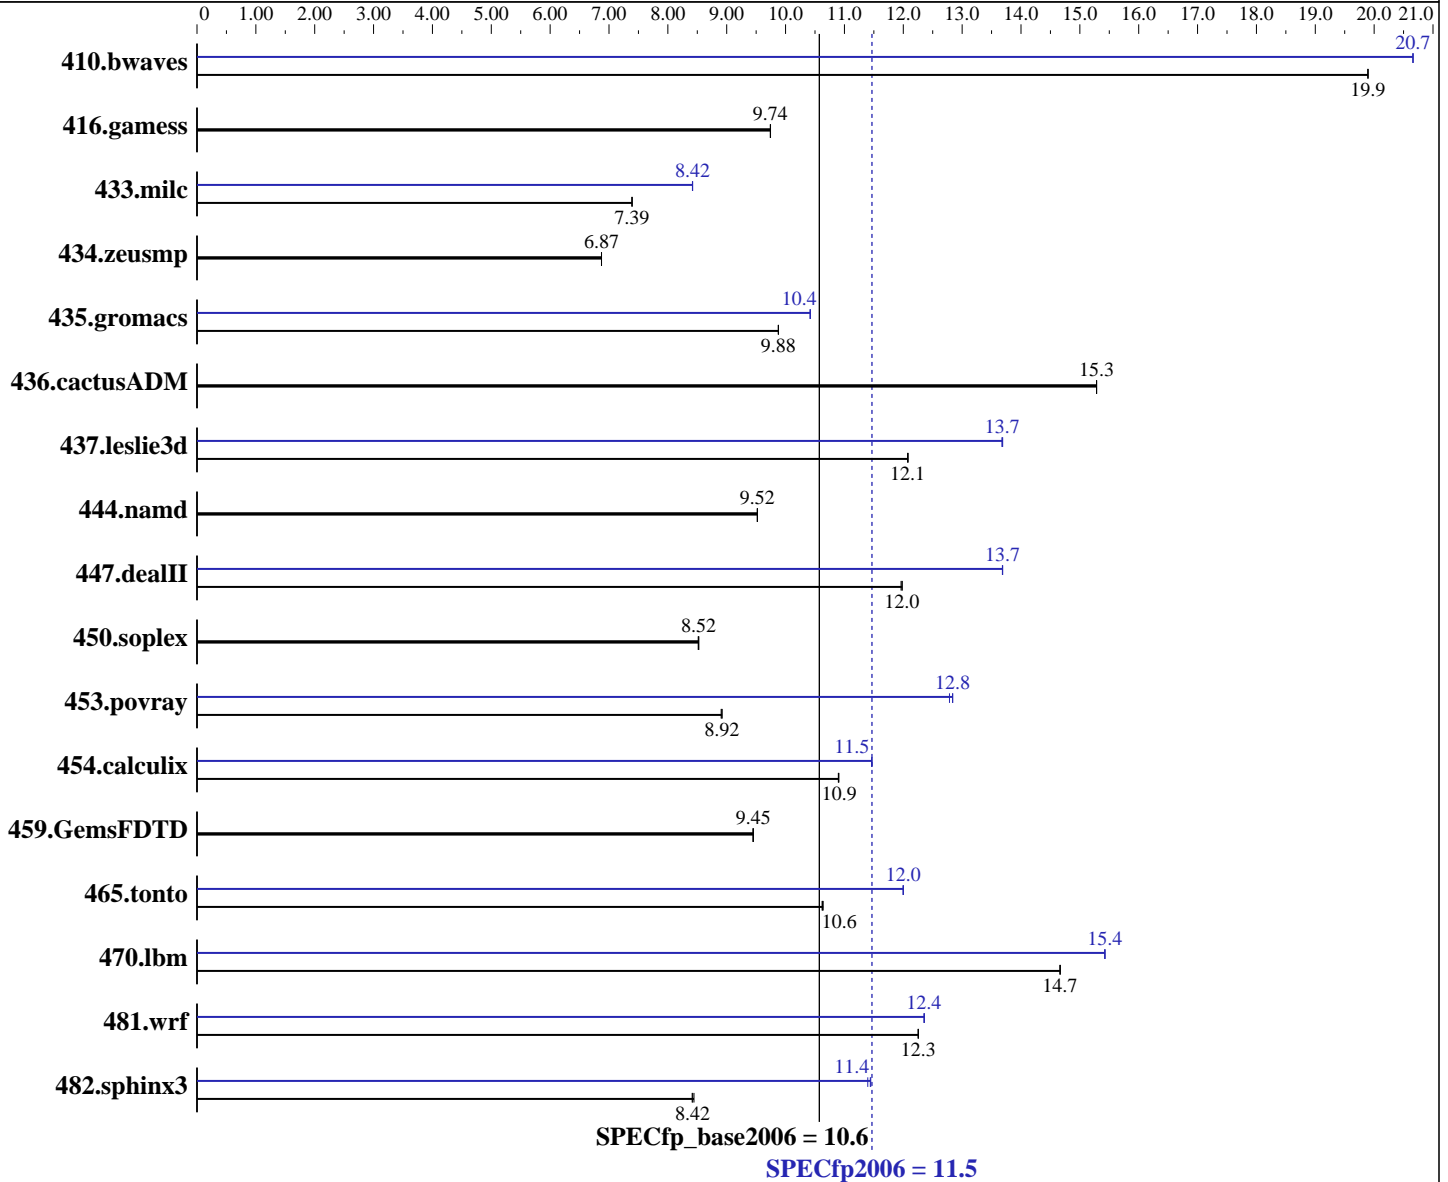 0 1.00 2.00 3.00 4.00 5.00 6.00 7.00 8.00 9.00 10.0 11.0 12.0 13.0 14.0 15.0 16.0 17.0 18.0 19.0 20.0 21.0
20.7
410.bwaves
19.9
9.74
416.gamess
8.42
433.milc
7.39
6.87
434.zeusmp
10.4
435.gromacs
9.88
15.3
436.cactusADM
13.7
437.leslie3d
12.1
9.52
444.namd
13.7
447.dealII
12.0
8.52
450.soplex
12.8
453.povray
8.92
11.5
454.calculix
10.9
9.45
459.GemsFDTD
12.0
465.tonto
10.6
15.4
470.lbm
14.7
12.4
481.wrf
12.3
11.4
482.sphinx3
8.42
SPECfp_base2006 = 10.6
SPECfp2006 = 11.5